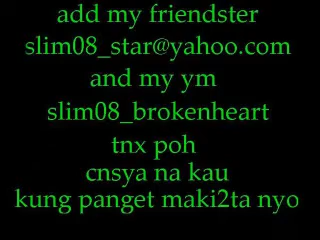 add my friendster
slim08_star@yahoo.com
and my ym
slim08_brokenheart
tnx poh
cnsya na kau
kung panget maki2ta nyo